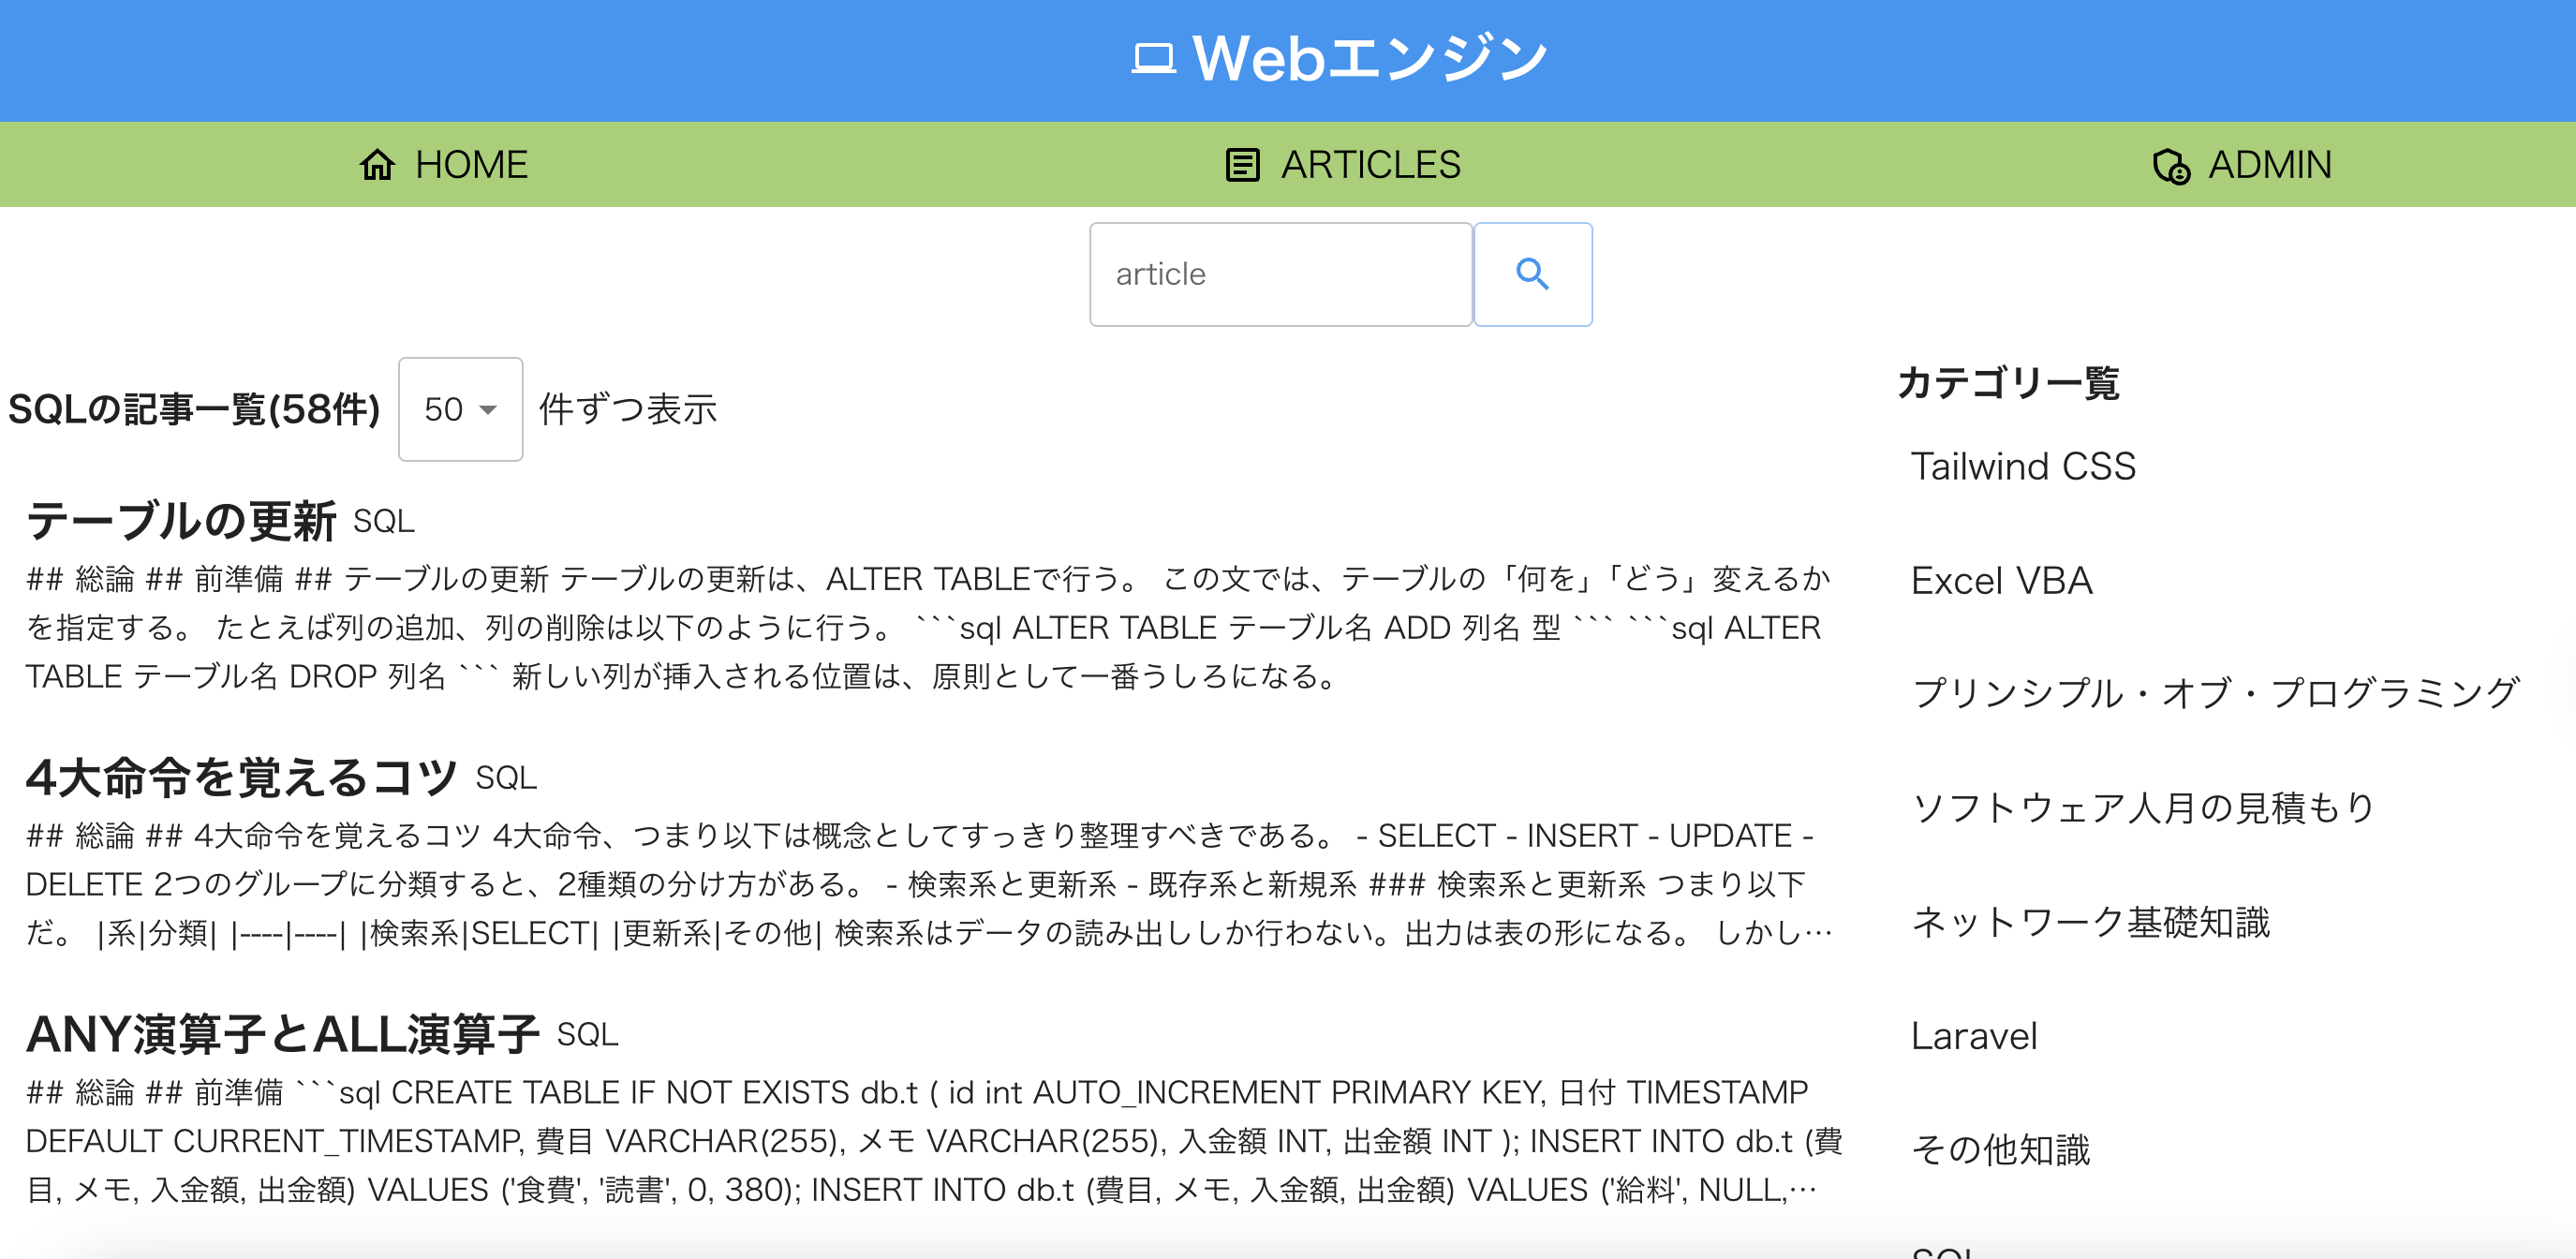 Webエンジン
HOME
ARTICLES
ADMIN
article
SQLの記事一覧(58件)
50
件ずつ表示
テーブルの更新 SQL
## 総論 ## 前準備 ## テーブルの更新 テーブルの更新は、ALTER TABLEで行う。 この文では、テーブルの「何を」「どう」変えるか
を指定する。 たとえば列の追加、列の削除は以下のように行う。 ```sql ALTER TABLE テーブル名 ADD 列名 型 ``` ```sql ALTER
TABLE テーブル名 DROP 列名 ``` 新しい列が挿入される位置は、原則として一番うしろになる。
4大命令を覚えるコツ SQL
## 総論 ## 4大命令を覚えるコツ 4大命令、つまり以下は概念としてすっきり整理すべきである。 - SELECT - INSERT - UPDATE -
DELETE 2つのグループに分類すると、2種類の分け方がある。 - 検索系と更新系 - 既存系と新規系 ### 検索系と更新系 つまり以下
だ。 |系|分類| |----|----| |検索系|SELECT| |更新系|その他| 検索系はデータの読み出ししか行わない。出力は表の形になる。 しかし…
ANY演算子とALL演算子 SQL
## 総論 ## 前準備 ```sql CREATE TABLE IF NOT EXISTS db.t ( id int AUTO_INCREMENT PRIMARY KEY, 日付 TIMESTAMP
DEFAULT CURRENT_TIMESTAMP, 費目 VARCHAR(255), メモ VARCHAR(255), 入金額 INT, 出金額 INT ); INSERT INTO db.t (費
目, メモ, 入金額, 出金額) VALUES ('食費', '読書', 0, 380); INSERT INTO db.t (費目, メモ, 入金額, 出金額) VALUES ('給料', NULL,…
カテゴリ一覧
Tailwind CSS
Excel VBA
プリンシプル・オブ・プログラミング
ソフトウェア人月の見積もり
ネットワーク基礎知識
Laravel
その他知識
SQL